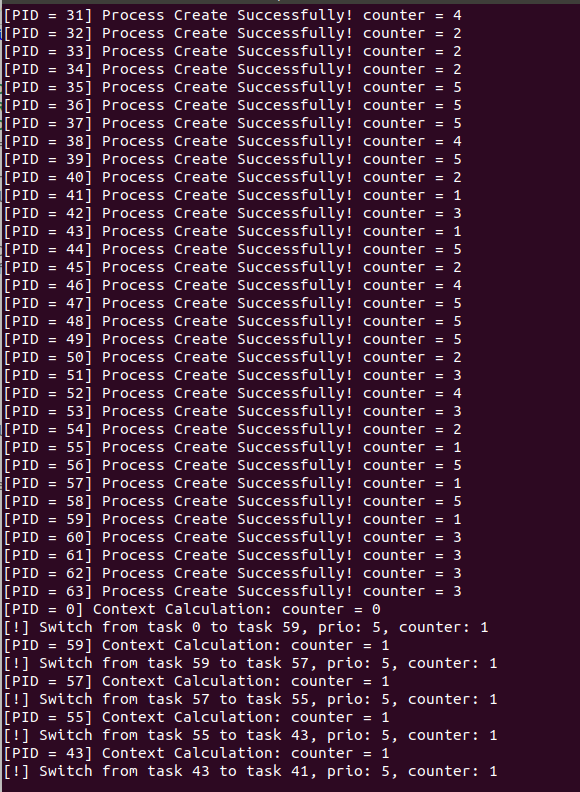 [PID = 31] Process Create Successfully! counter = 4
[PID = 32] Process Create Successfully! counter = 2
[PID = 33] Process Create Successfully! counter = 2
[PID = 34] Process Create Successfully! counter = 2
[PID = 35] Process Create Successfully! counter = 5
[PID = 36] Process Create Successfully! counter = 5
[PID = 37] Process Create Successfully! counter = 5
[PID = 38] Process Create Successfully! counter = 4
[PID = 39] Process Create Successfully! counter = 5
[PID = 40] Process Create Successfully! counter = 2
[PID = 41] Process Create Successfully! counter = 1
[PID = 42] Process Create Successfully! counter = 3
[PID = 43] Process Create Successfully! counter = 1
[PID = 44] Process Create Successfully! counter = 5
[PID = 45] Process Create Successfully! counter = 2
[PID = 46] Process Create Successfully! counter = 4
[PID = 47] Process Create Successfully! counter = 5
[PID = 48] Process Create Successfully! counter = 5
[PID = 49] Process Create Successfully! counter = 5
[PID = 50] Process Create Successfully! counter = 2
[PID = 51] Process Create Successfully! counter = 3
[PID = 52] Process Create Successfully! counter = 4
[PID = 53] Process Create Successfully! counter = 3
[PID = 54] Process Create Successfully! counter = 2
[PID = 55] Process Create Successfully! counter = 1
[PID = 56] Process Create Successfully! counter = 5
[PID = 57] Process Create Successfully! counter = 1
[PID = 58] Process Create Successfully! counter = 5
[PID = 59] Process Create Successfully! counter = 1
[PID = 60] Process Create Successfully! counter = 3
[PID = 61] Process Create Successfully! counter = 3
[PID = 62] Process Create Successfully! counter = 3
[PID = 63] Process Create Successfully! counter = 3
[PID = 0] Context Calculation: counter = 0
[!] Switch from task 0 to task 59, prio: 5, counter: 1
[PID = 59] Context Calculation: counter = 1
[!] Switch from task 59 to task 57, prio: 5, counter: 1
[PID = 57] Context Calculation: counter = 1
[!] Switch from task 57 to task 55, prio: 5, counter: 1
[PID = 55] Context Calculation: counter = 1
[!] Switch from task 55 to task 43, prio: 5, counter: 1
[PID = 43] Context Calculation: counter = 1
[!] Switch from task 43 to task 41, prio: 5, counter: 1